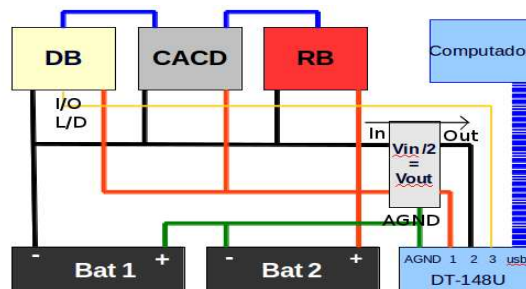 DB
CACD
RB
Computador
I/O
L/D
In
Out
Vin/2
=
Vout
AGND
- Bat 1 +
- Bat 2 +
AGND 1 2 3 usb
DT-148U